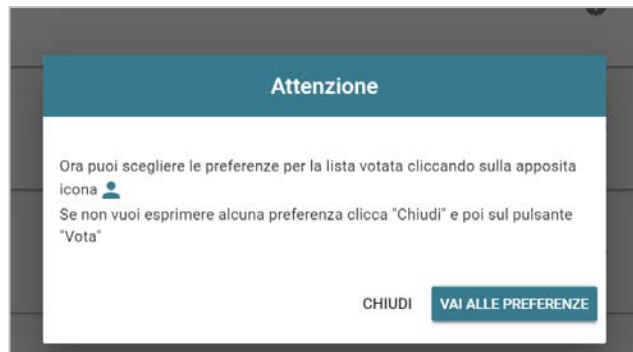 Attenzione
Ora puoi scegliere le preferenze per la lista votata cliccando sulla apposita
icona
Se non vuoi esprimere alcuna preferenza clicca "Chiudi" e poi sul pulsante
"Vota"
CHIUDI VAI ALLE PREFERENZE